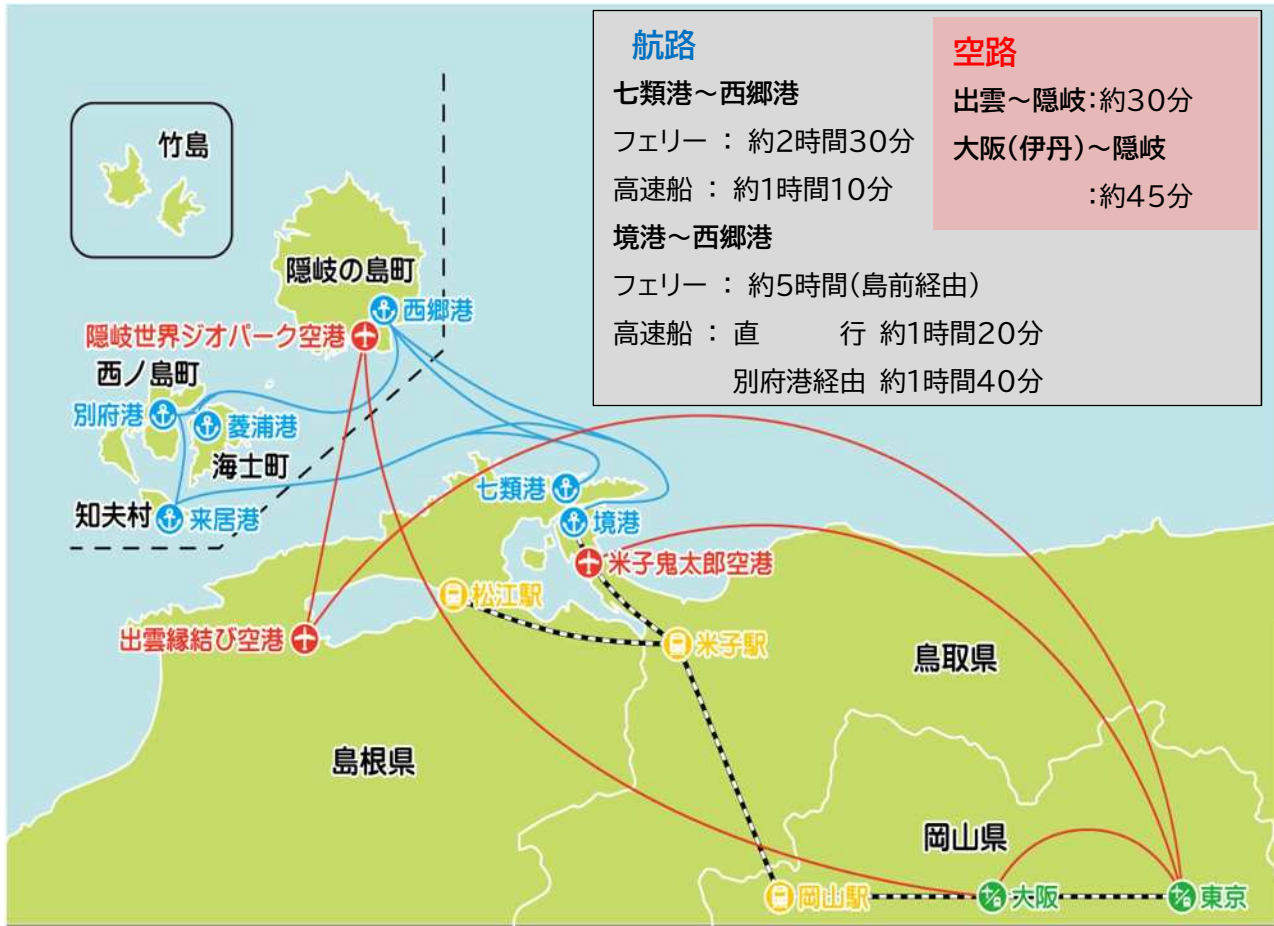 航路
七類港～西郷港
フェリー ： 約2時間30分
高速船 ： 約1時間10分
境港～西郷港
フェリー ： 約5時間(島前経由)
高速船 ： 直　　　行 約1時間20分
別府港経由 約1時間40分
空路
出雲～隠岐:約30分
大阪(伊丹)～隠岐
:約45分
竹島
隠岐の島町
西郷港
隠岐世界ジオパーク空港
西ノ島町
別府港
菱浦港
海士町
知夫村
来居港
七類港
境港
米子鬼太郎空港
松江駅
出雲縁結び空港
米子駅
鳥取県
島根県
岡山県
岡山駅
大阪
東京